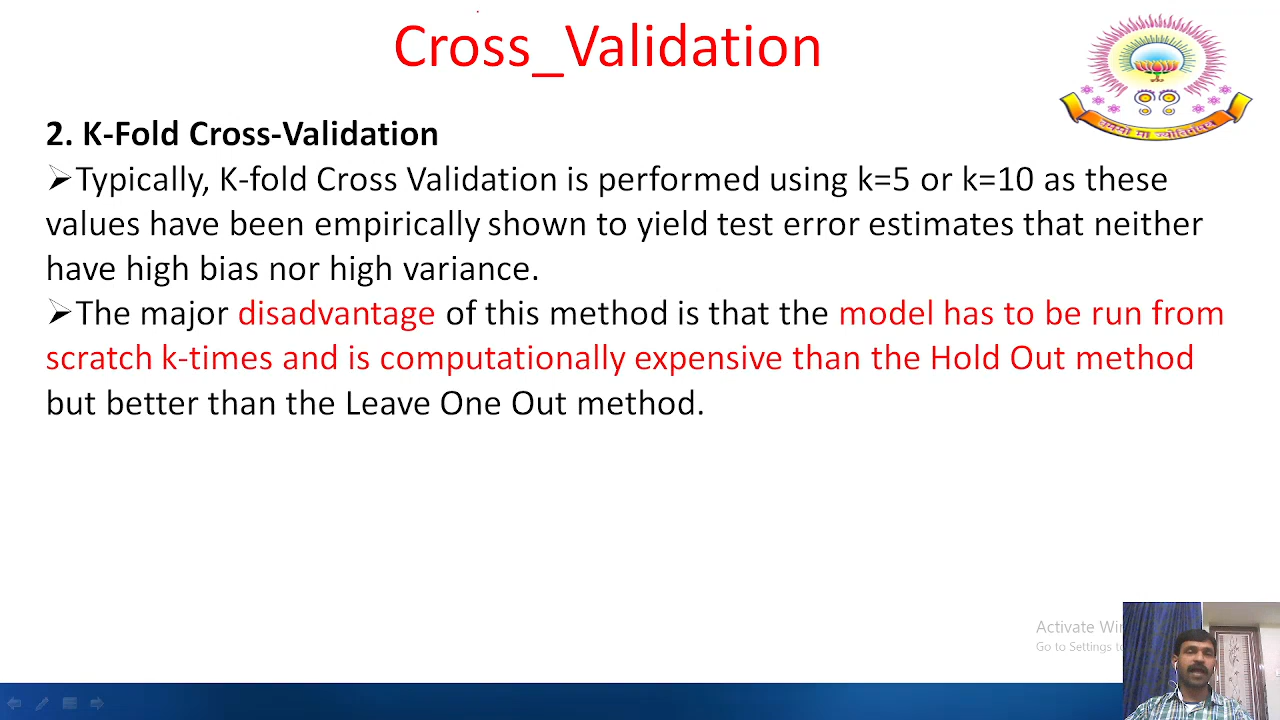 Cross_Validation
2. K-Fold Cross-Validation
➢Typically, K-fold Cross Validation is performed using k=5 or k=10 as these
values have been empirically shown to yield test error estimates that neither
have high bias nor high variance.
➢The major disadvantage of this method is that the model has to be run from
scratch k-times and is computationally expensive than the Hold Out method
but better than the Leave One Out method.
Activate
Go to Settings